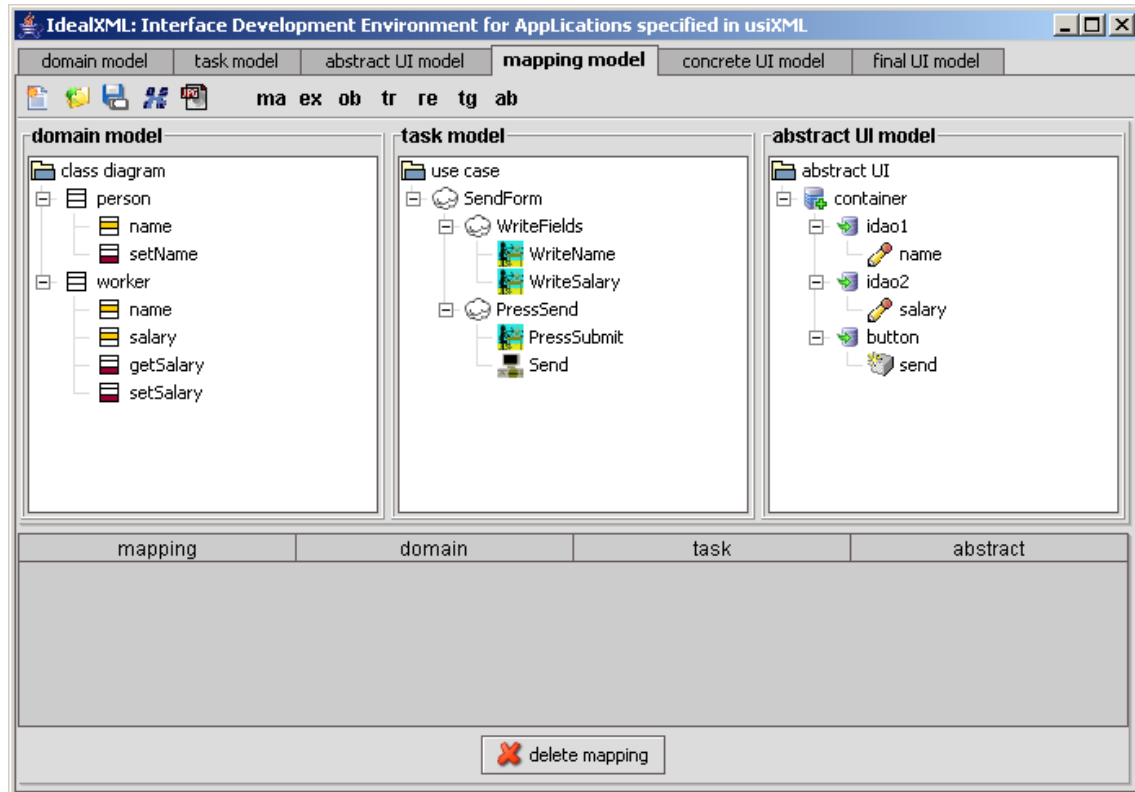 IdealXML: Interface Development Environment for AppLications specified in usiXML
domain model task model abstract UI model mapping model concrete UI model final UI model
JPG ma ex ob tr re tg ab
domain model
class diagram
person
name
setName
worker
name
salary
getSalary
setSalary
task model
use case
SendForm
WriteFields
WriteName
WriteSalary
PressSend
PressSubmit
Send
abstract UI model
abstract UI
container
idao1
name
idao2
salary
button
send
mapping domain task abstract
delete mapping